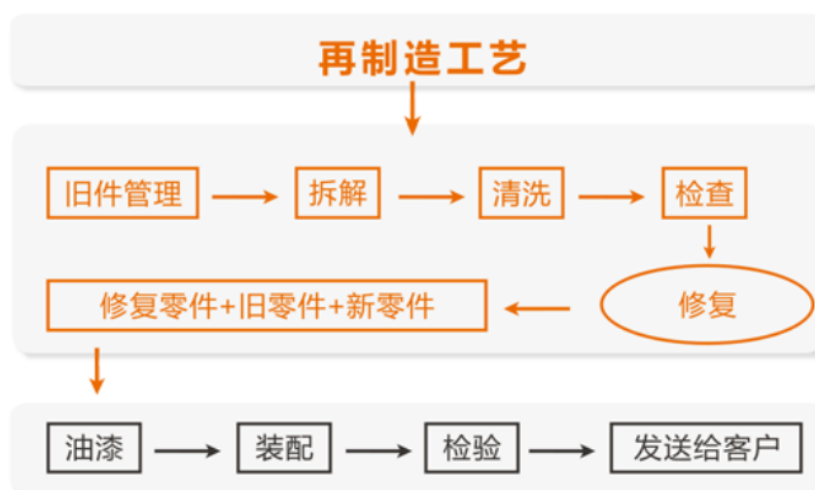 再制造工艺
旧件管理 拆解 清洗 检查
修复零件+旧零件+新零件 修复
油漆 装配 检验 发送给客户